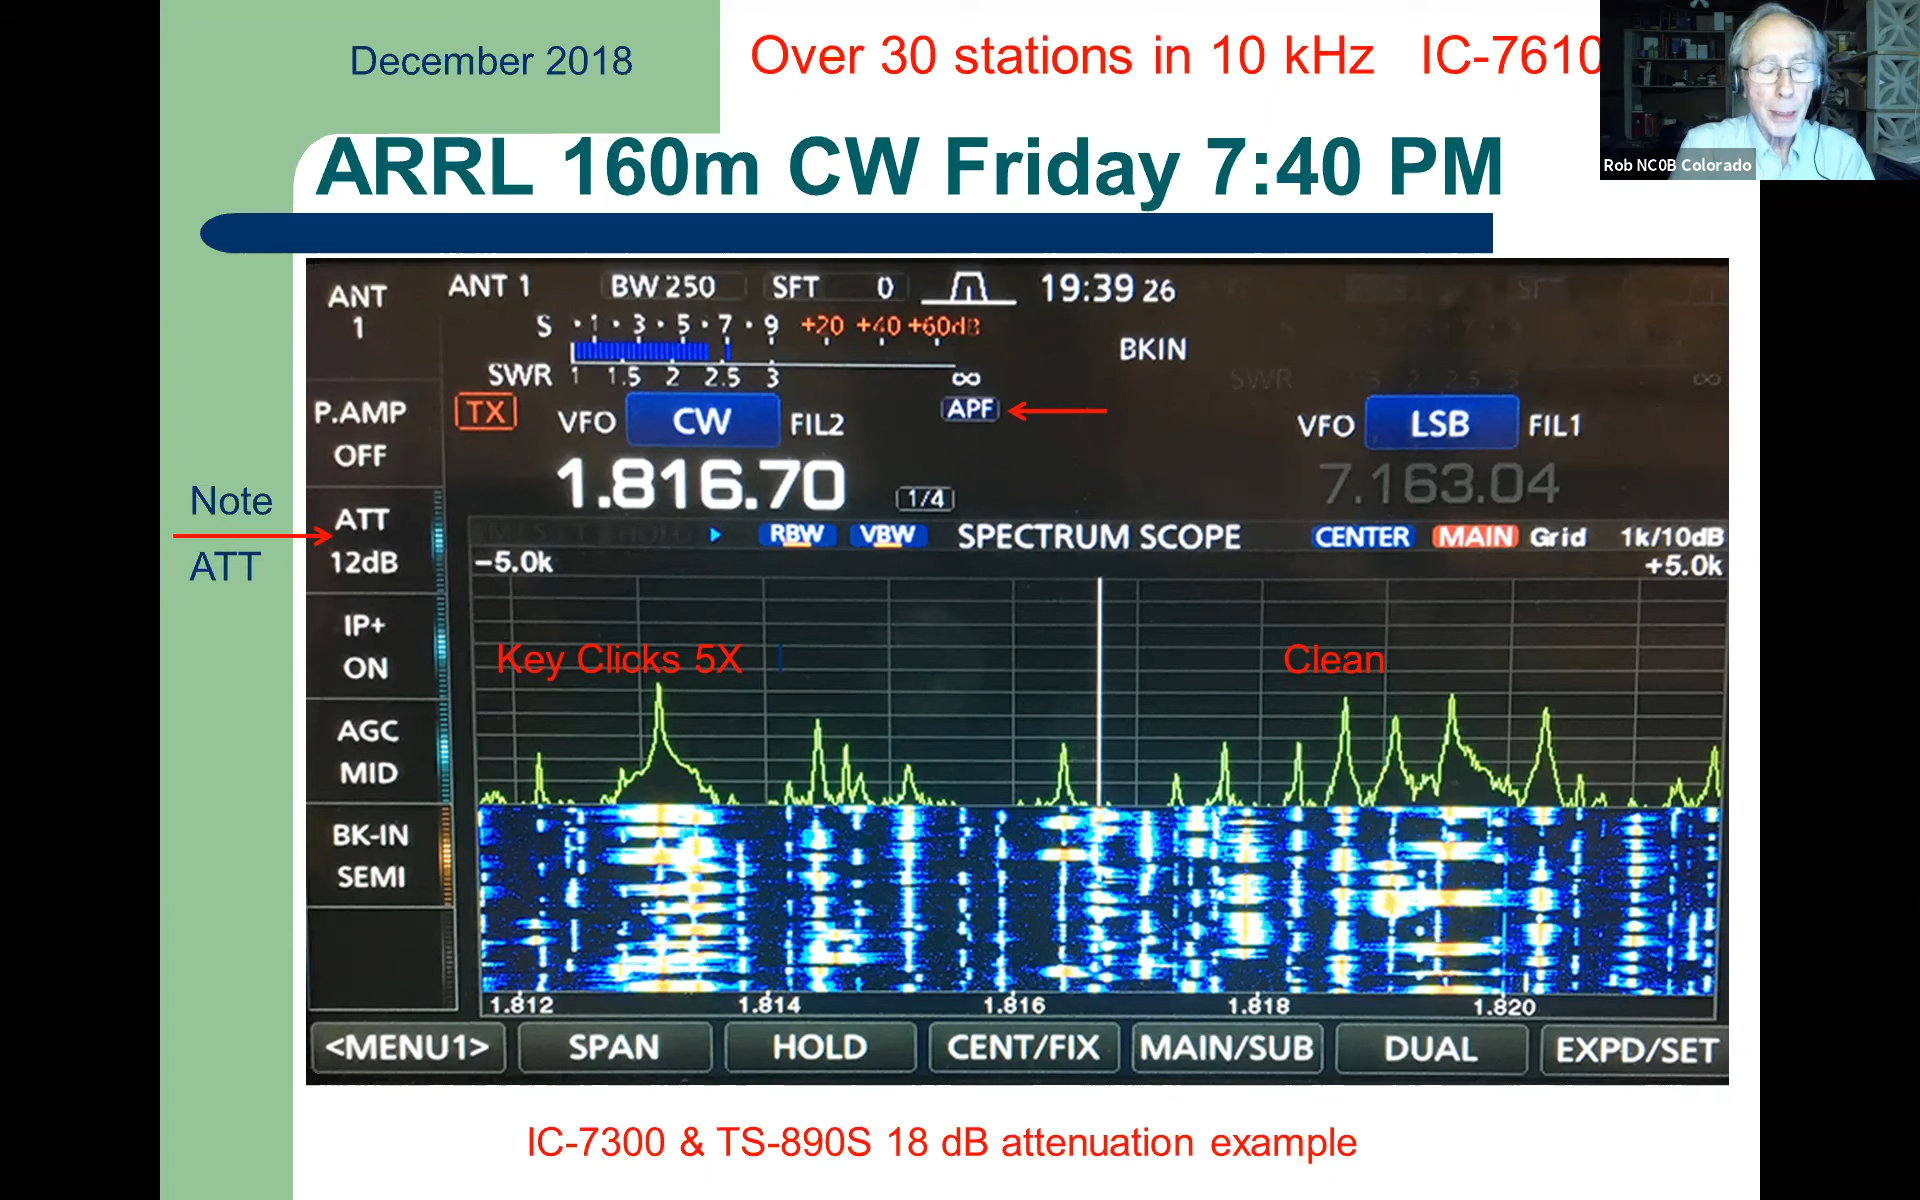 December 2018
Over 30 stations in 10 kHz IC-7610
Rob NC0B Colorado
ARRL 160m CW Friday 7:40 PM
ANT
1
ANT 1 BW 250 SFT 0 19:39 26
S 1 3 5 7 9 +20 +40 +60dB
BKIN
SWR 1 1.5 2 2.5 3 ∞
P.AMP
OFF
TX VFO CW FIL2 APF
VFO LSB FIL1
1.816.70 1/4
7.163.04
Note
ATT
ATT
12dB
RBW VBW SPECTRUM SCOPE CENTER MAIN Grid 1k/10dB
-5.0k +5.0k
IP+
ON
Key Clicks 5X
Clean
AGC
MID
BK-IN
SEMI
1.812 1.814 1.816 1.818 1.820
<MENU1> SPAN HOLD CENT/FIX MAIN/SUB DUAL EXPD/SET
IC-7300 & TS-890S 18 dB attenuation example